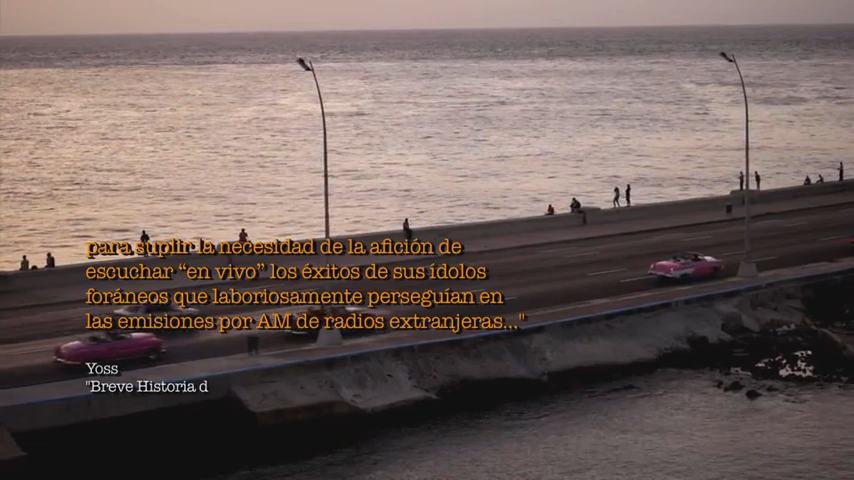 para suplir la necesidad de la afición de
escuchar “en vivo” los éxitos de sus ídolos
foráneos que laboriosamente perseguían en
las emisiones por AM de radios extranjeras..."
Yoss
"Breve Historia d